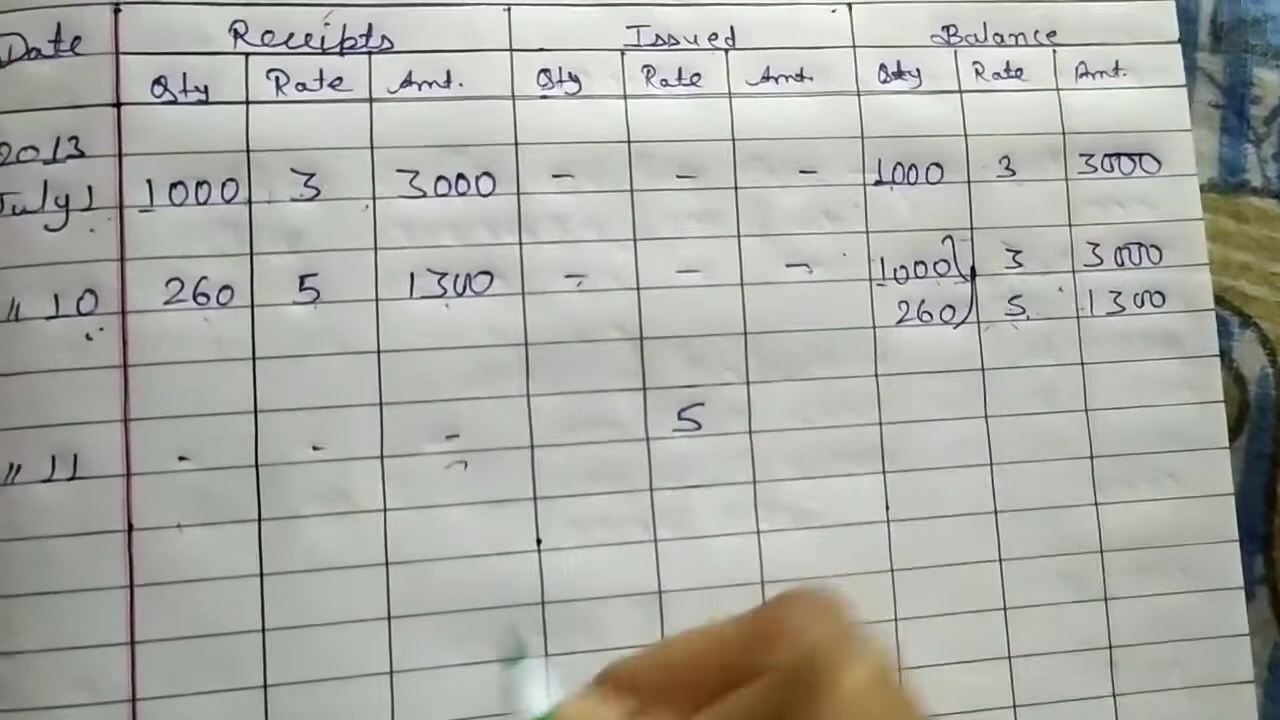 Date Receipts Issued Balance
Qty Rate Amt. Qty Rate Amt. Qty Rate Amt.
2013
July 1 1000 3 3000 - - - 1000 3 3000
" 10 260 5 1300 - - - 1000 3 3000
260 5 1300
" 11 - - - 5